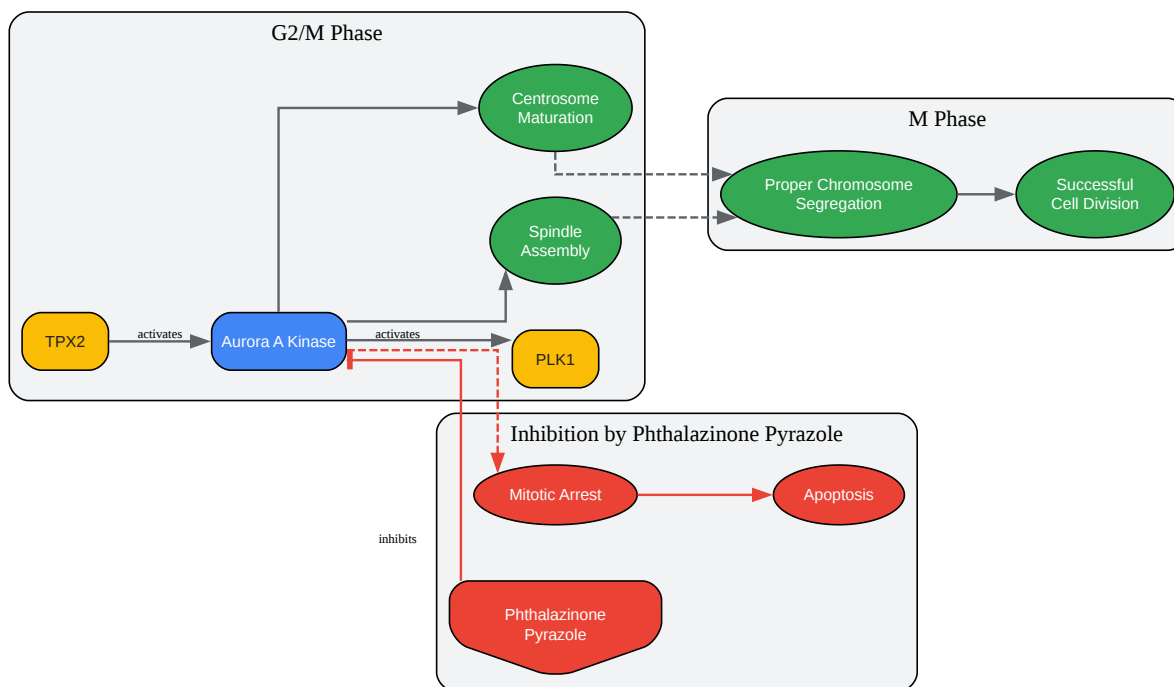 G2/M Phase
Centrosome
Maturation
M Phase
Proper Chromosome
Segregation
Successful
Cell Division
Spindle
Assembly
TPX2
activates
Aurora A Kinase
activates
PLK1
Inhibition by Phthalazinone Pyrazole
Mitotic Arrest
Apoptosis
inhibits
Phthalazinone
Pyrazole